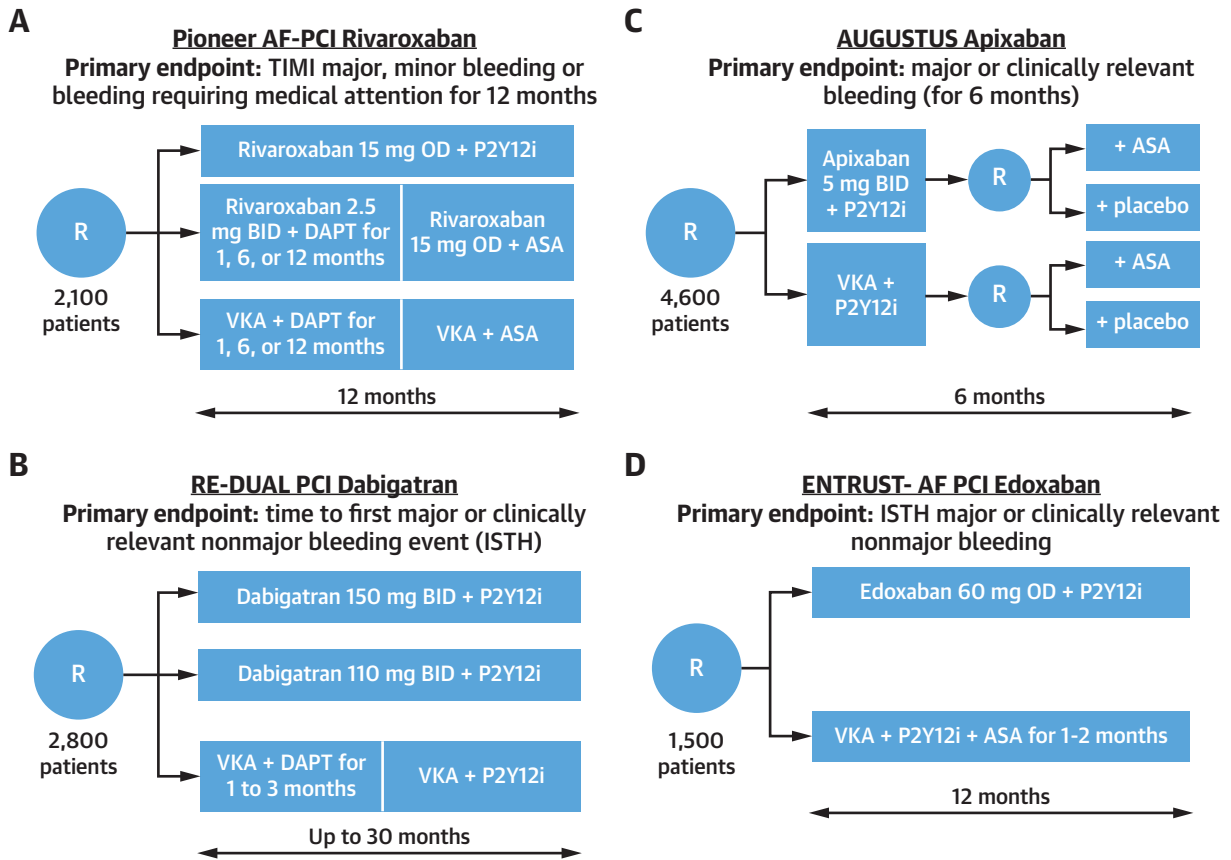 A
Pioneer AF-PCI Rivaroxaban
Primary endpoint: TIMI major, minor bleeding or
bleeding requiring medical attention for 12 months
R
2,100
patients
Rivaroxaban 15 mg OD + P2Y12i
Rivaroxaban 2.5
mg BID + DAPT for
1, 6, or 12 months
Rivaroxaban
15 mg OD + ASA
VKA + DAPT for
1, 6, or 12 months
VKA + ASA
12 months
B
RE-DUAL PCI Dabigatran
Primary endpoint: time to first major or clinically
relevant nonmajor bleeding event (ISTH)
R
2,800
patients
Dabigatran 150 mg BID + P2Y12i
Dabigatran 110 mg BID + P2Y12i
VKA + DAPT for
1 to 3 months
VKA + P2Y12i
Up to 30 months
C
AUGUSTUS Apixaban
Primary endpoint: major or clinically relevant
bleeding (for 6 months)
R
4,600
patients
Apixaban
5 mg BID
+ P2Y12i
R
+ ASA
+ placebo
VKA +
P2Y12i
R
+ ASA
+ placebo
6 months
D
ENTRUST- AF PCI Edoxaban
Primary endpoint: ISTH major or clinically relevant
nonmajor bleeding
R
1,500
patients
Edoxaban 60 mg OD + P2Y12i
VKA + P2Y12i + ASA for 1-2 months
12 months